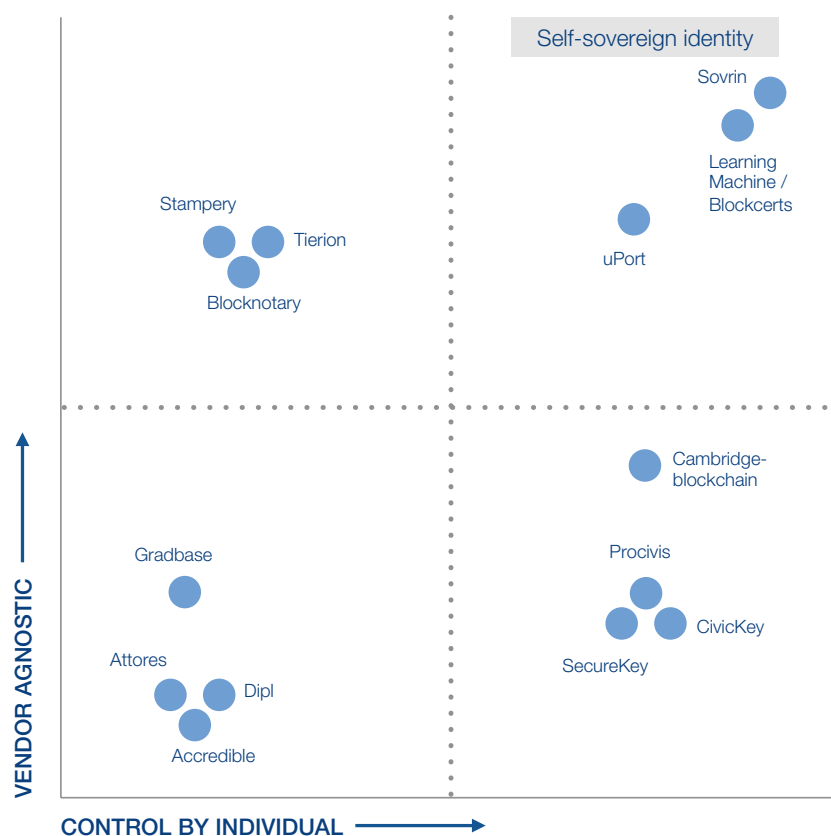 Self-sovereign identity
Sovrin
Learning
Machine /
Blockcerts
Stampery
Tierion
uPort
Blocknotary
Cambridge-
blockchain
Gradbase
Procivis
CivicKey
Attores
SecureKey
Dipl
Accredible
VENDOR AGNOSTIC
CONTROL BY INDIVIDUAL